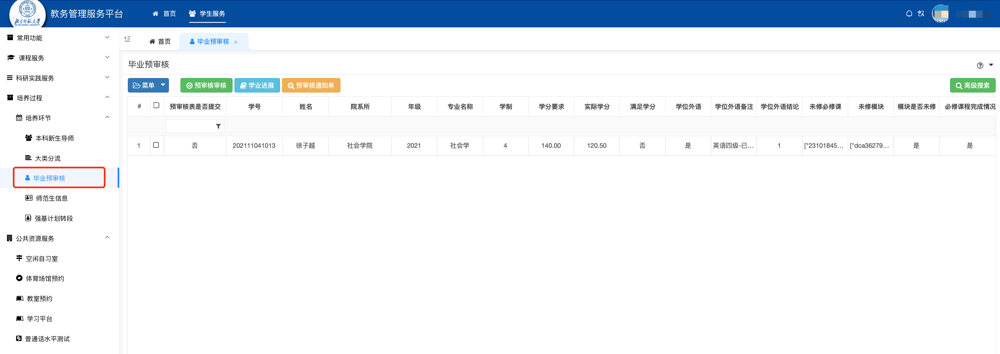 北京师范大学
BEIJING NORMAL UNIVERSITY
教务管理服务平台
首页
学生服务
常用功能
课程服务
科研实践服务
培养过程
培养环节
本科新生导师
大类分流
毕业预审核
师范生信息
强基计划转段
公共资源服务
空闲自习室
体育场馆预约
教室预约
学习平台
普通话水平测试
首页
毕业预审核 ×
毕业预审核
菜单
预审核审核
学业进展
预审核通知单
高级搜索
# 预审核表是否提交 学号 姓名 院系所 年级 专业名称 学制 学分要求 实际学分 满足学分 学位外语 学位外语备注 学位外语结论 未修必修课 未修模块 模块是否未修 必修课程完成情况
1 否 202111041013 徐子越 社会学院 2021 社会学 4 140.00 120.50 否 是 英语四级-已... 1 ["23101845... ["dca36279... 是 是